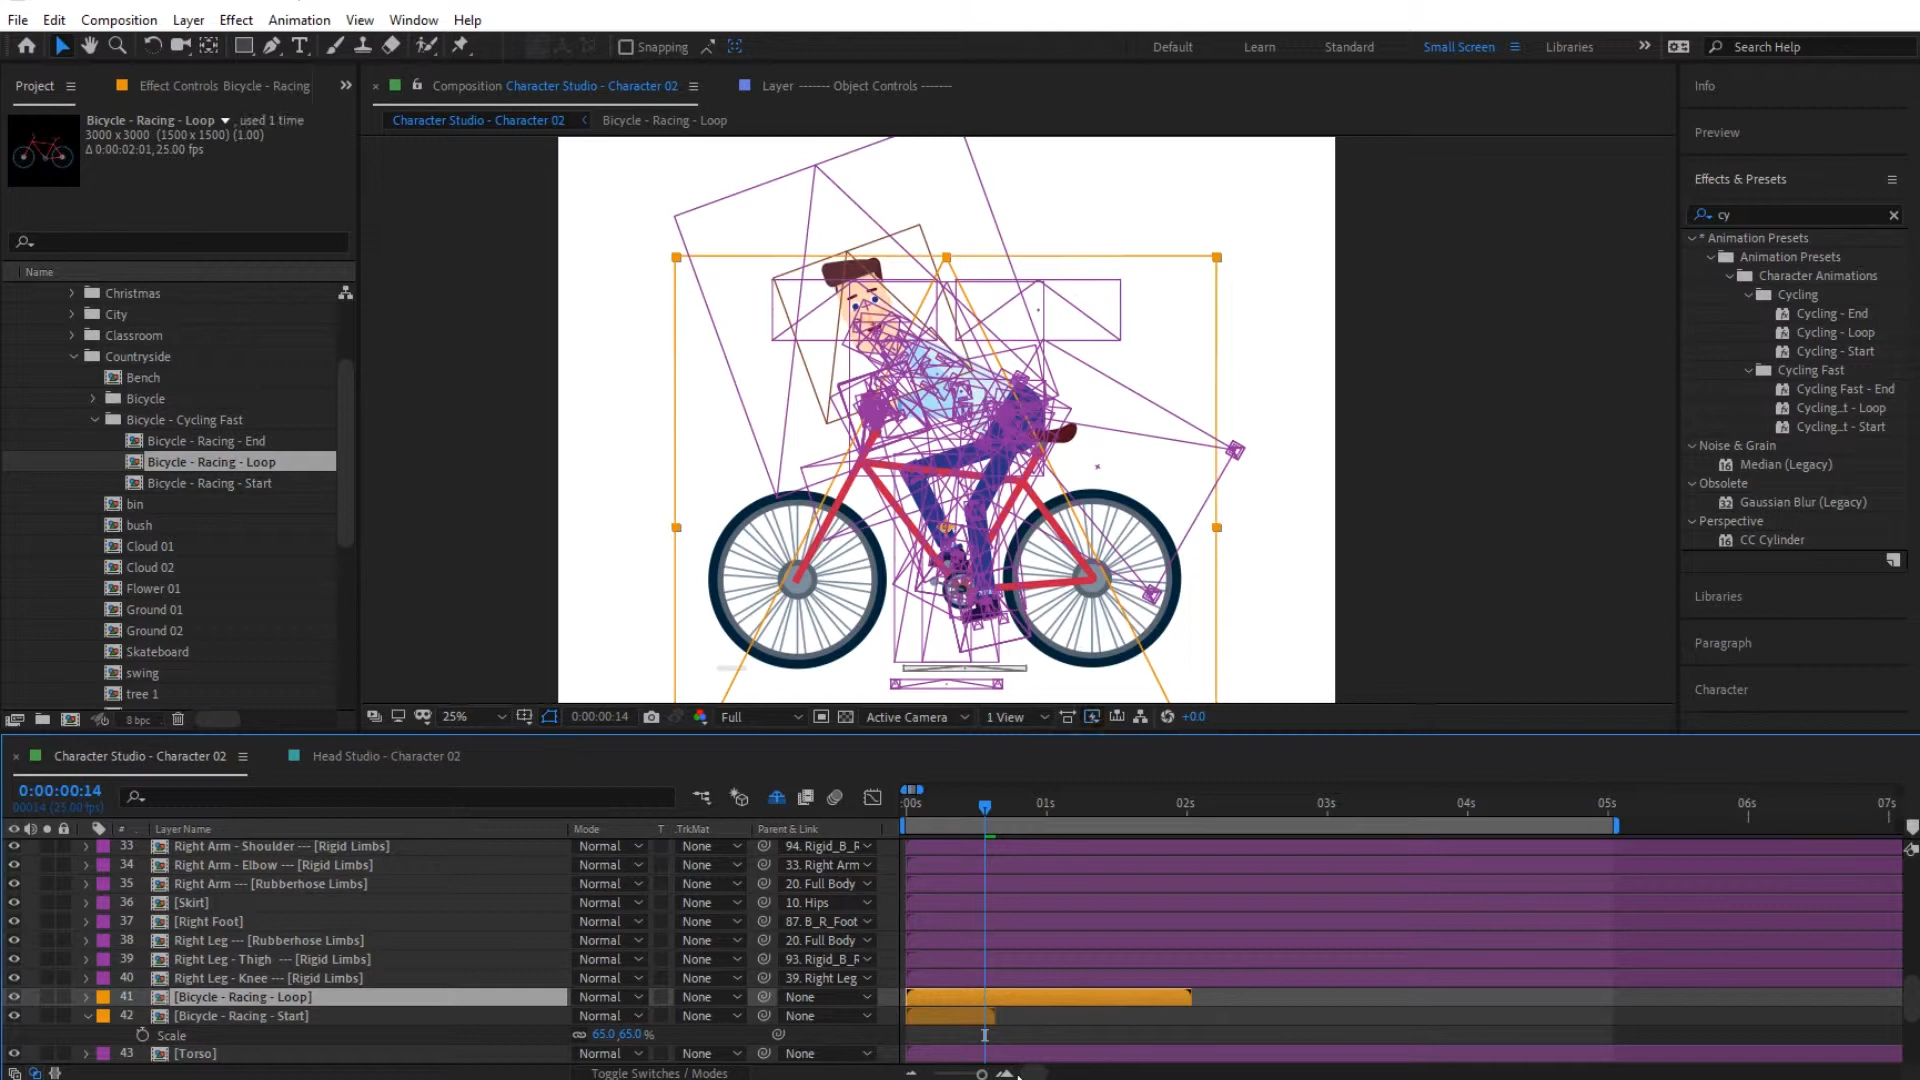 File Edit Composition Layer Effect Animation View Window Help
Snapping
Default Learn Standard Small Screen Libraries Search Help
Project Effect Controls Bicycle - Racing
Composition Character Studio - Character 02
Layer ------- Object Controls -------
Info
Bicycle - Racing - Loop , used 1 time
3000 x 3000 (1500 x 1500) (1.00)
Δ 0:00:02:01, 25.00 fps
Character Studio - Character 02 Bicycle - Racing - Loop
Preview
Effects & Presets
cy
Name
Christmas
City
Classroom
Countryside
Bench
Bicycle
Bicycle - Cycling Fast
Bicycle - Racing - End
Bicycle - Racing - Loop
Bicycle - Racing - Start
bin
bush
Cloud 01
Cloud 02
Flower 01
Ground 01
Ground 02
Skateboard
swing
tree 1
8 bpc
* Animation Presets
Animation Presets
Character Animations
Cycling
Cycling - End
Cycling - Loop
Cycling - Start
Cycling Fast
Cycling Fast - End
Cycling..t - Loop
Cycling..t - Start
Noise & Grain
Median (Legacy)
Obsolete
Gaussian Blur (Legacy)
Perspective
CC Cylinder
Libraries
Paragraph
Character
25% 0:00:00:14 Full Active Camera 1 View +0.0
Character Studio - Character 02 Head Studio - Character 02
0:00:00:14
00014 (25.00 fps)
:00s 01s 02s 03s 04s 05s 06s 07s
# Layer Name Mode T .TrkMat Parent & Link
33 Right Arm - Shoulder --- [Rigid Limbs] Normal None 94. Rigid_B_R
34 Right Arm - Elbow --- [Rigid Limbs] Normal None 33. Right Arm
35 Right Arm --- [Rubberhose Limbs] Normal None 20. Full Body
36 [Skirt] Normal None 10. Hips
37 [Right Foot] Normal None 87. B_R_Foot
38 Right Leg --- [Rubberhose Limbs] Normal None 20. Full Body
39 Right Leg - Thigh --- [Rigid Limbs] Normal None 93. Rigid_B_R
40 Right Leg - Knee --- [Rigid Limbs] Normal None 39. Right Leg
41 [Bicycle - Racing - Loop] Normal None None
42 [Bicycle - Racing - Start] Normal None None
Scale 65.0,65.0 %
43 [Torso] Normal None None
Toggle Switches / Modes